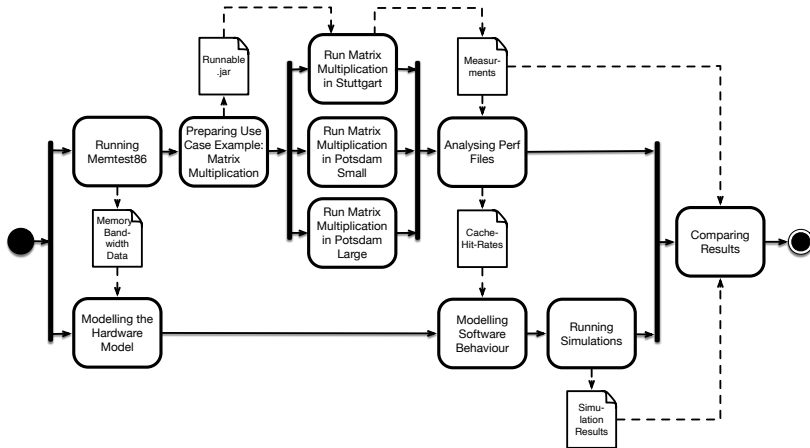 Runnable
.jar
Run Matrix
Multiplication
in Stuttgart
Measur-
ments
Running
Memtest86
Preparing Use
Case Example:
Matrix
Multiplication
Run Matrix
Multiplication
in Potsdam
Small
Analysing Perf
Files
Memory
Band-
width
Data
Run Matrix
Multiplication
in Potsdam
Large
Cache-
Hit-Rates
Comparing
Results
Modelling the
Hardware
Model
Modelling
Software
Behaviour
Running
Simulations
Simu-
lation
Results